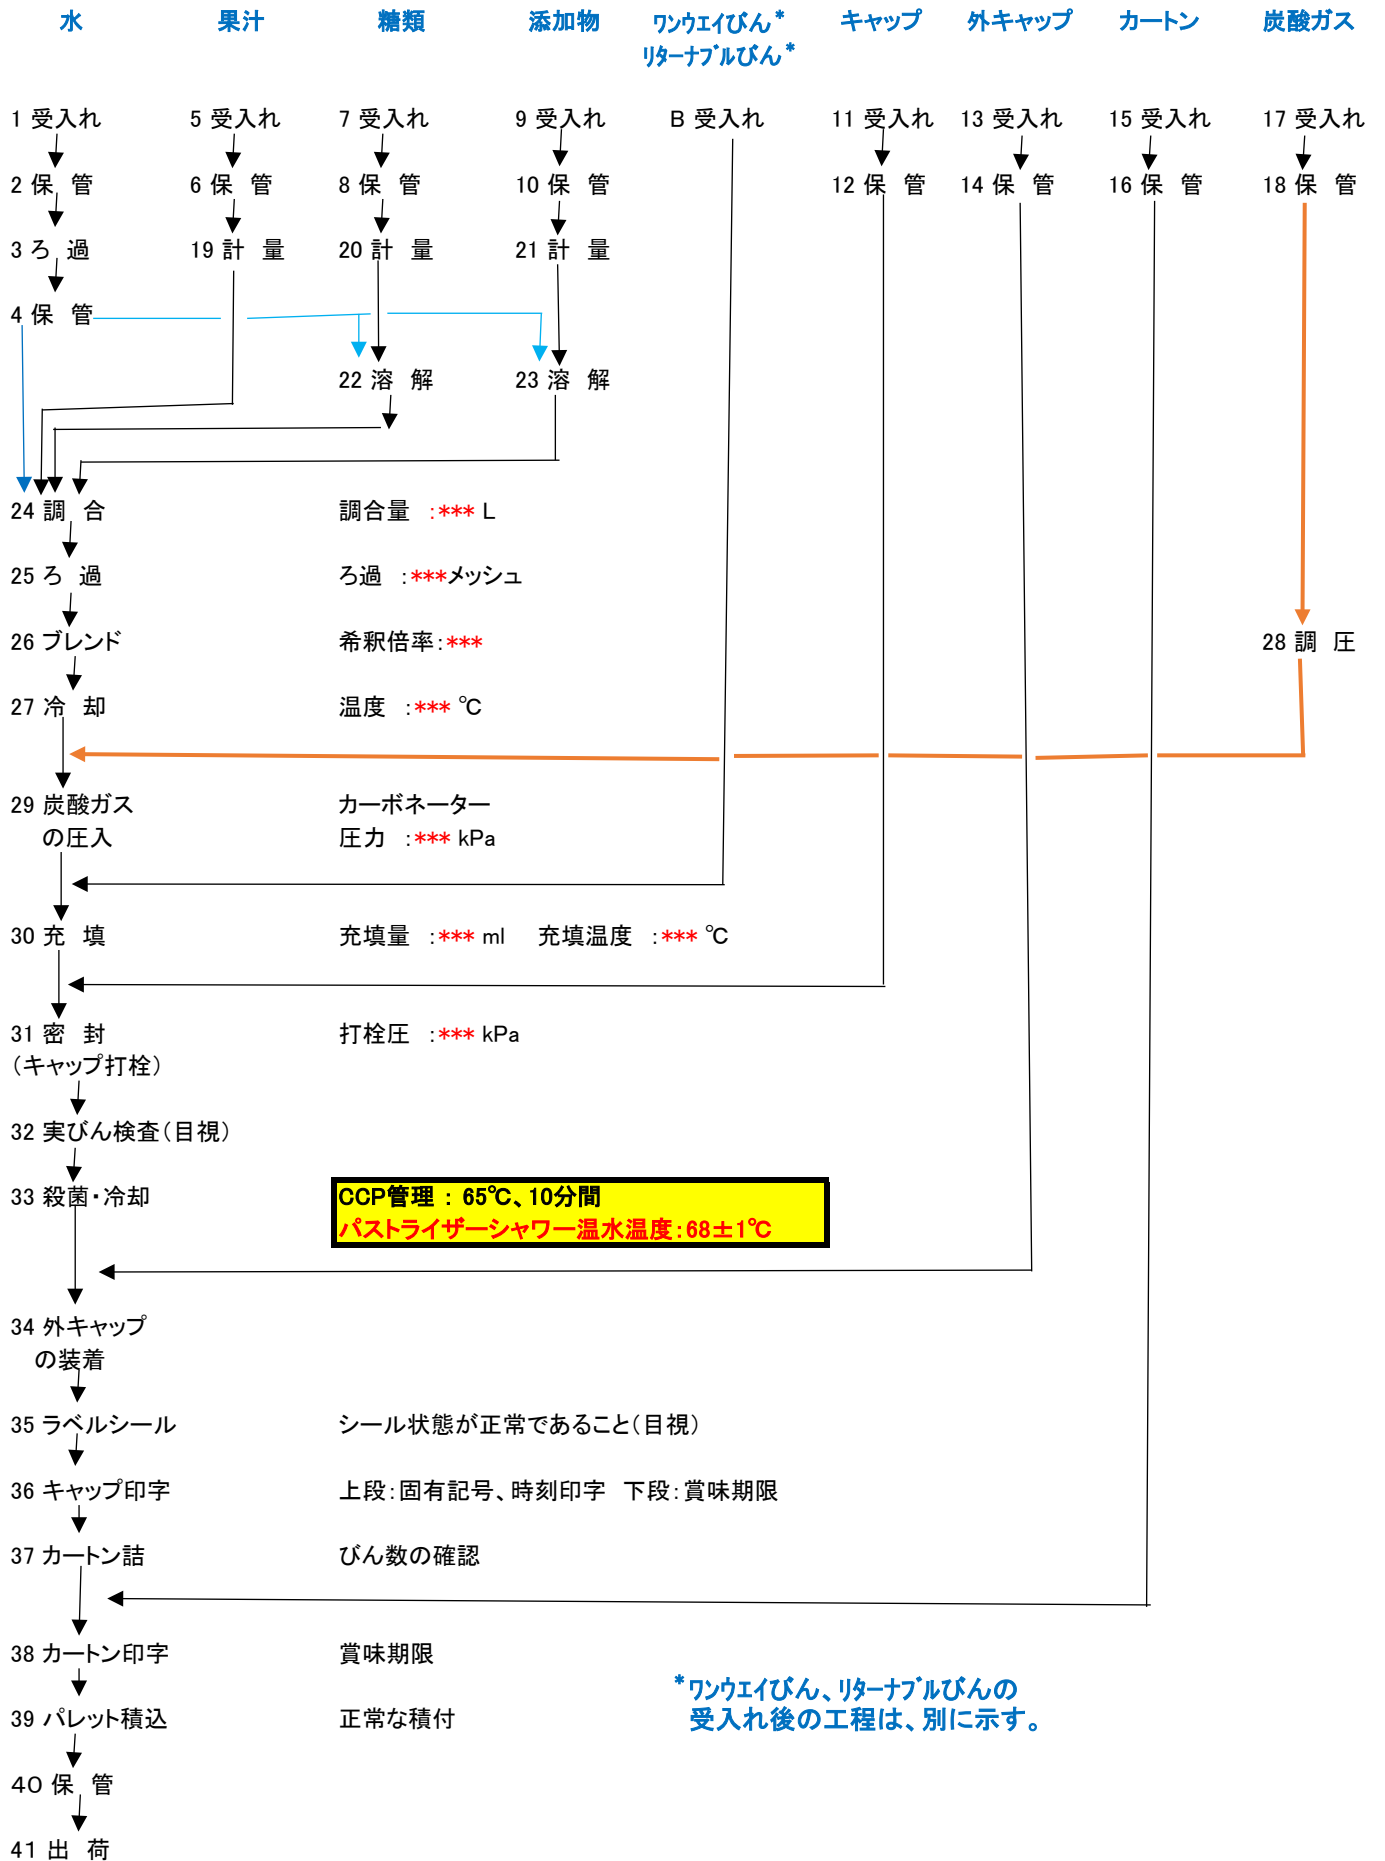 水 果汁 糖類 添加物 ワンウエイびん* キャップ 外キャップ カートン 炭酸ガス
リターナブルびん*
1 受入れ 5 受入れ 7 受入れ 9 受入れ B 受入れ 11 受入れ 13 受入れ 15 受入れ 17 受入れ
2 保 管 6 保 管 8 保 管 10 保 管 12 保 管 14 保 管 16 保 管 18 保 管
3 ろ 過 19 計 量 20 計 量 21 計 量
4 保 管
22 溶 解 23 溶 解
24 調 合 調合量 :*** L
25 ろ 過 ろ過 :***メッシュ
26 ブレンド 希釈倍率:*** 28 調 圧
27 冷 却 温度 :*** ℃
29 炭酸ガス カーボネーター
の圧入 圧力 :*** kPa
30 充 填 充填量 :*** ml 充填温度 :*** ℃
31 密 封 打栓圧 :*** kPa
(キャップ打栓)
32 実びん検査(目視)
33 殺菌・冷却 CCP管理 : 65℃、10分間
パストライザーシャワー温水温度:68±1℃
34 外キャップ
の装着
35 ラベルシール シール状態が正常であること(目視)
36 キャップ印字 上段:固有記号、時刻印字 下段:賞味期限
37 カートン詰 びん数の確認
38 カートン印字 賞味期限
*ワンウエイびん、リターナブルびんの
39 パレット積込 正常な積付 受入れ後の工程は、別に示す。
40 保 管
41 出 荷